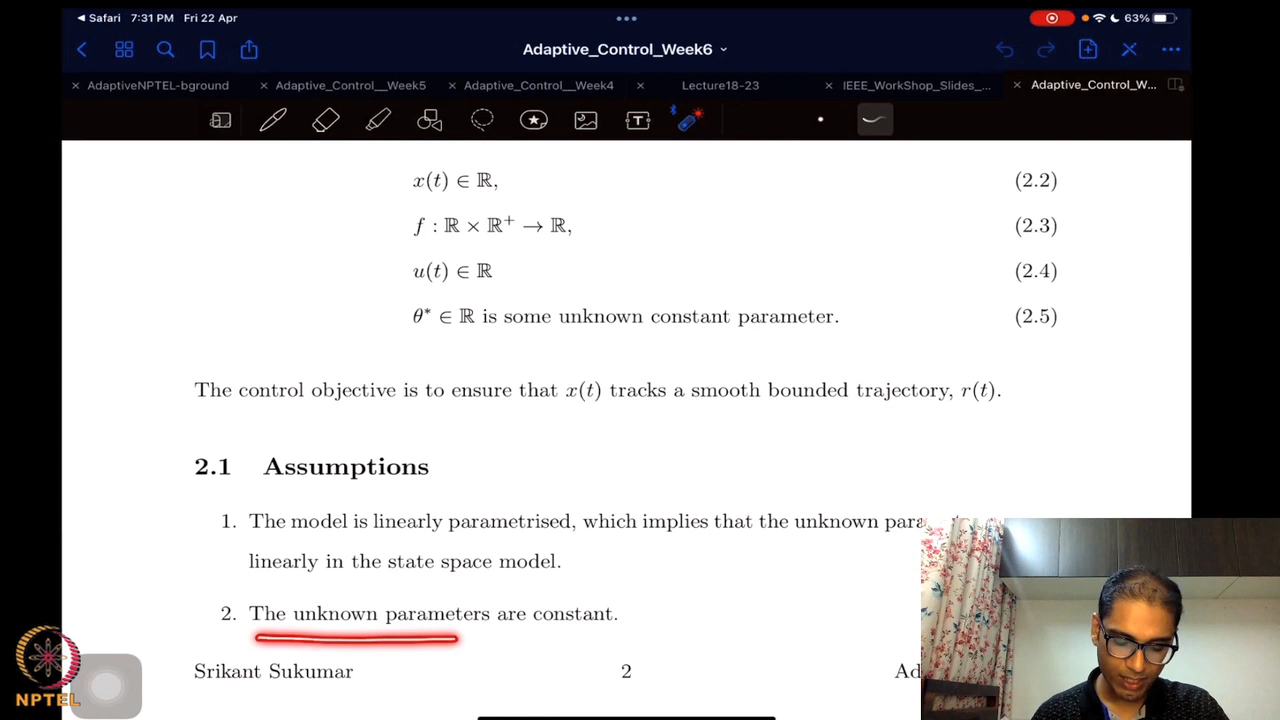 Safari 7:31 PM Fri 22 Apr 63%
Adaptive_Control_Week6
AdaptiveNPTEL-bground Adaptive_Control__Week5 Adaptive_Control__Week4 Lecture18-23 IEEE_WorkShop_Slides_... Adaptive_Control_W...
x(t) ∈ ℝ, (2.2)
f : ℝ × ℝ⁺ → ℝ, (2.3)
u(t) ∈ ℝ (2.4)
θ* ∈ ℝ is some unknown constant parameter. (2.5)
The control objective is to ensure that x(t) tracks a smooth bounded trajectory, r(t).
2.1 Assumptions
1. The model is linearly parametrised, which implies that the unknown
linearly in the state space model.
2. The unknown parameters are constant.
Srikant Sukumar 2 Ad
NPTEL